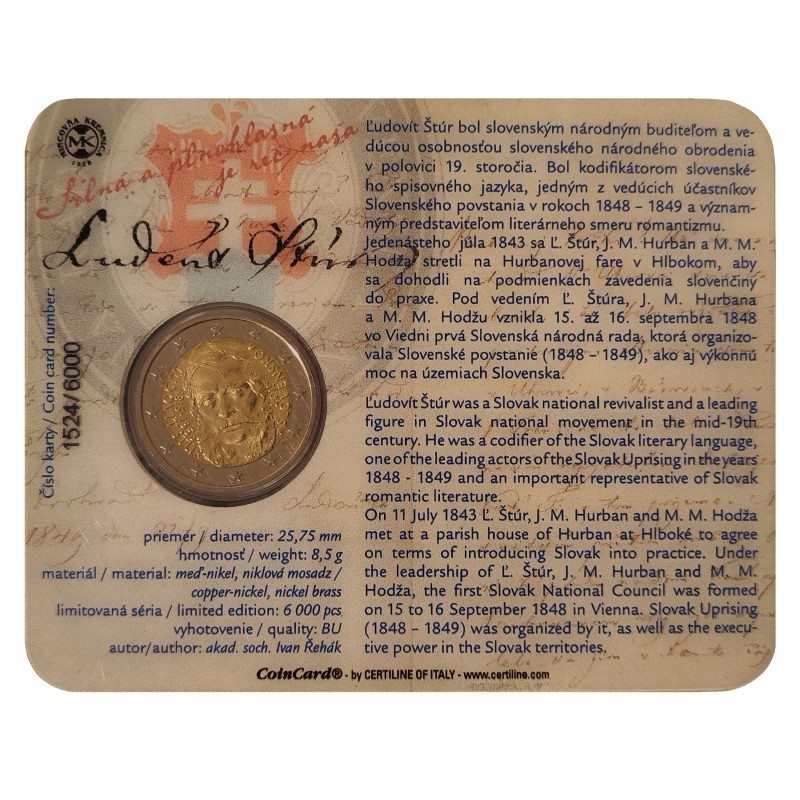 MINCOVŇA KREMNICA
MK
1328
Silná a plnohlasná
je reč naša
Ľudevít Štúr
Číslo karty / Coin card number:
1524/6000
priemer / diameter: 25,75 mm
hmotnosť / weight: 8,5 g
materiál / material: meď-nikel, niklová mosadz /
copper-nickel, nickel brass
limitovaná séria / limited edition: 6 000 pcs
vyhotovenie / quality: BU
autor/author: akad. soch. Ivan Řehák
Ľudovít Štúr bol slovenským národným buditeľom a ve-
dúcou osobnosťou slovenského národného obrodenia
v polovici 19. storočia. Bol kodifikátorom slovenské-
ho spisovného jazyka, jedným z vedúcich účastníkov
Slovenského povstania v rokoch 1848 - 1849 a význam-
ným predstaviteľom literárneho smeru romantizmu.
Jedenásteho júla 1843 sa Ľ. Štúr, J. M. Hurban a M. M.
Hodža stretli na Hurbanovej fare v Hlbokom, aby
sa dohodli na podmienkach zavedenia slovenčiny
do praxe. Pod vedením Ľ. Štúra, J. M. Hurbana
a M. M. Hodžu vznikla 15. až 16. septembra 1848
vo Viedni prvá Slovenská národná rada, ktorá organizo-
vala Slovenské povstanie (1848 - 1849), ako aj výkonnú
moc na územiach Slovenska.
Ľudovít Štúr was a Slovak national revivalist and a leading
figure in Slovak national movement in the mid-19th
century. He was a codifier of the Slovak literary language,
one of the leading actors of the Slovak Uprising in the years
1848 - 1849 and an important representative of Slovak
romantic literature.
On 11 July 1843 Ľ. Štúr, J. M. Hurban and M. M. Hodža
met at a parish house of Hurban at Hlboké to agree
on terms of introducing Slovak into practice. Under
the leadership of Ľ. Štúr, J. M. Hurban and M. M.
Hodža, the first Slovak National Council was formed
on 15 to 16 September 1848 in Vienna. Slovak Uprising
(1848 - 1849) was organized by it, as well as the execu-
tive power in the Slovak territories.
CoinCard® - by CERTILINE OF ITALY - www.certiline.com